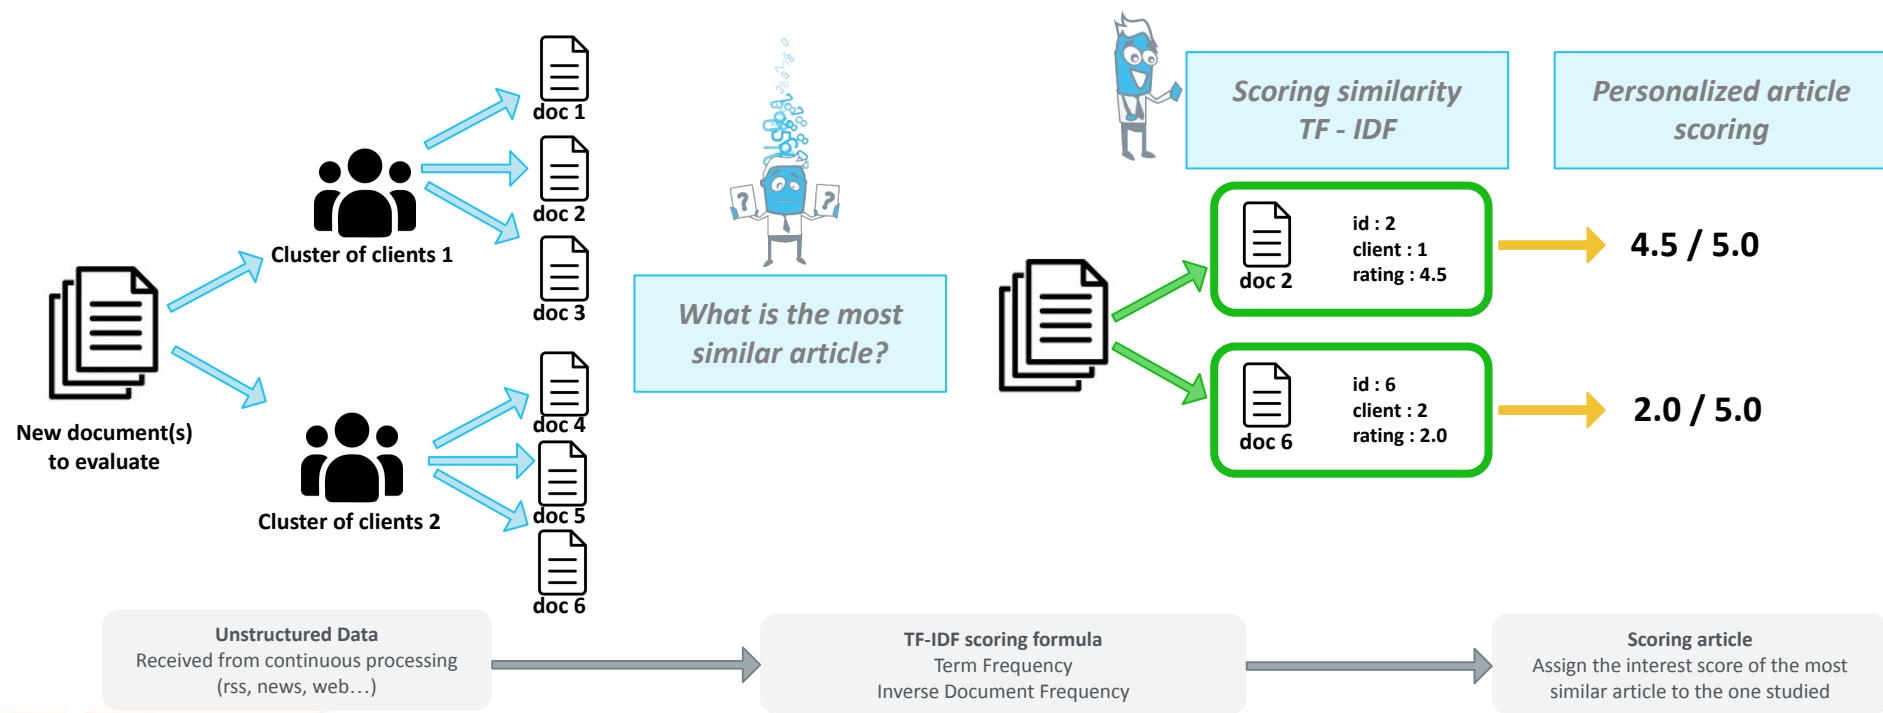 doc 1
doc 2
doc 3
Cluster of clients 1
New document(s)
to evaluate
doc 4
doc 5
doc 6
Cluster of clients 2
? ?
What is the most
similar article?
Scoring similarity
TF - IDF
Personalized article
scoring
doc 2
id : 2
client : 1
rating : 4.5
4.5 / 5.0
doc 6
id : 6
client : 2
rating : 2.0
2.0 / 5.0
Unstructured Data
Received from continuous processing
(rss, news, web…)
TF-IDF scoring formula
Term Frequency
Inverse Document Frequency
Scoring article
Assign the interest score of the most
similar article to the one studied